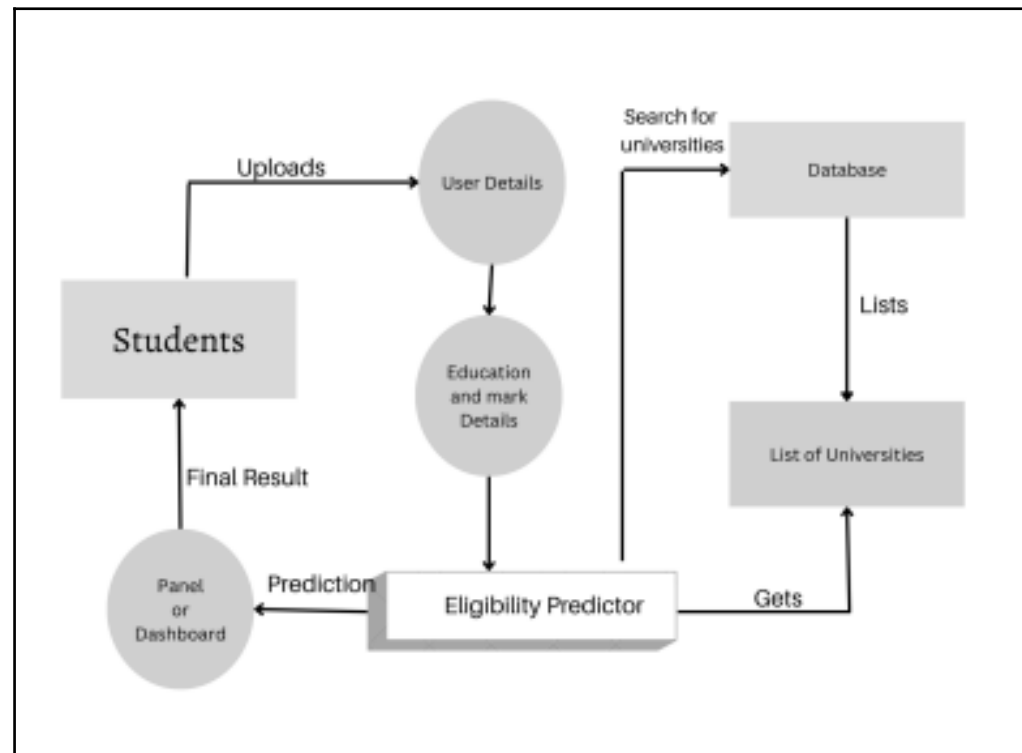 Search for
universities
Uploads
User Details
Database
Students
Lists
Education
and mark
Details
List of Universities
Final Result
Panel
or
Dashboard
Prediction
Eligibility Predictor
Gets